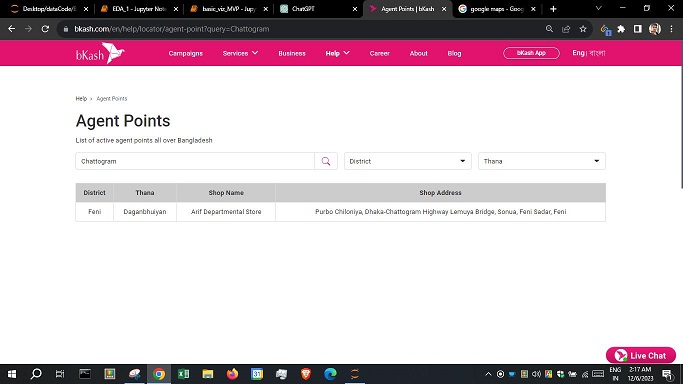 Desktop/dataCode/
EDA_1 - Jupyter Note
basic_viz_MVP - Jupy
ChatGPT
Agent Points | bKash
google maps - Goo
bkash.com/en/help/locator/agent-point?query=Chattogram
bKash
Campaigns
Services
Business
Help
Career
About
Blog
bKash App
Eng | বাংলা
Help > Agent Points
Agent Points
List of active agent points all over Bangladesh
Chattogram
District
Thana
District Thana Shop Name Shop Address
Feni Daganbhuiyan Arif Departmental Store Purbo Chiloniya, Dhaka-Chattogram Highway Lemuya Bridge, Sonua, Feni Sadar, Feni
Live Chat
ENG
IN
2:17 AM
12/6/2023